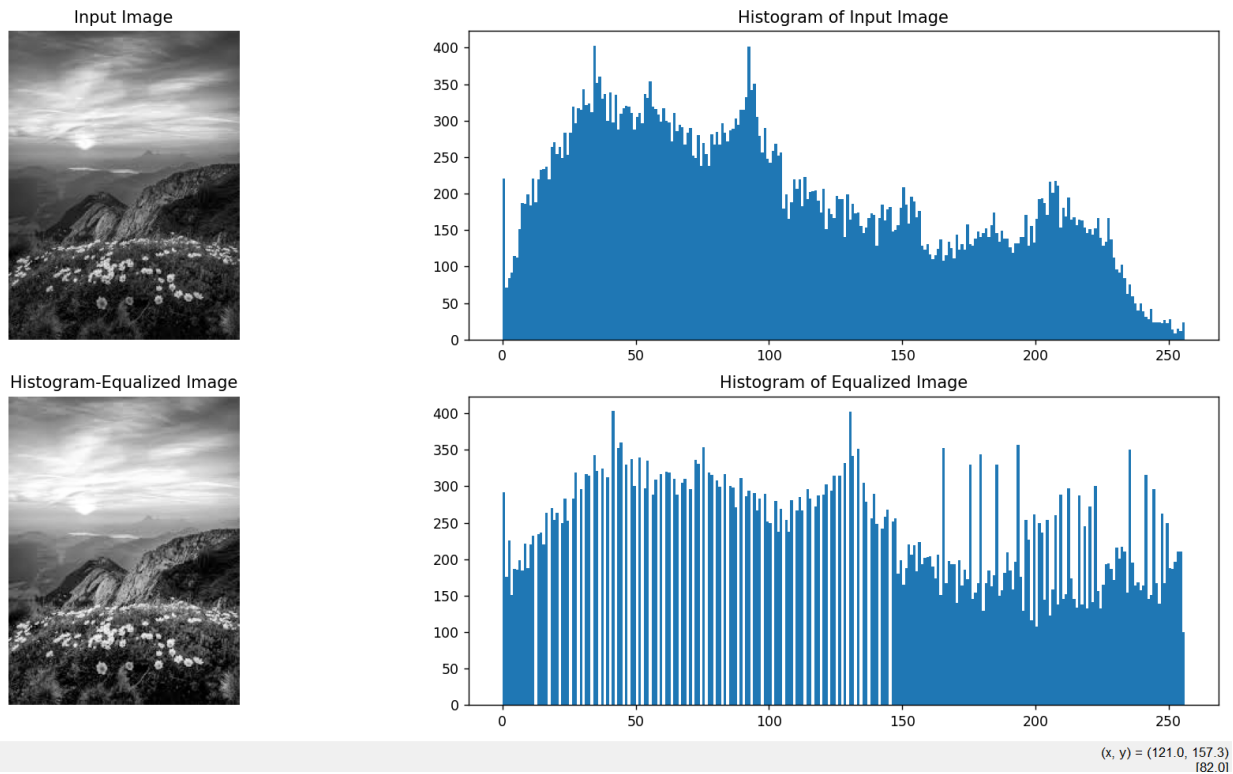 Input Image
Histogram of Input Image
400
350
300
250
200
150
100
50
0
0 50 100 150 200 250
Histogram-Equalized Image
Histogram of Equalized Image
400
350
300
250
200
150
100
50
0
0 50 100 150 200 250
(x, y) = (121.0, 157.3)
[82.0]